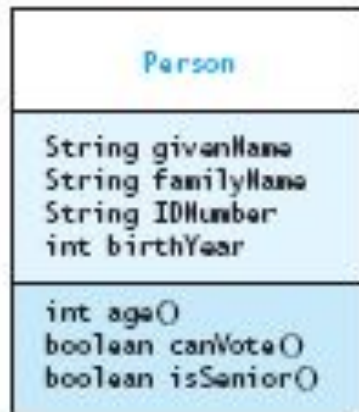 Person
String givenName
String familyName
String IDNumber
int birthYear
int age()
boolean canVote()
boolean isSenior()